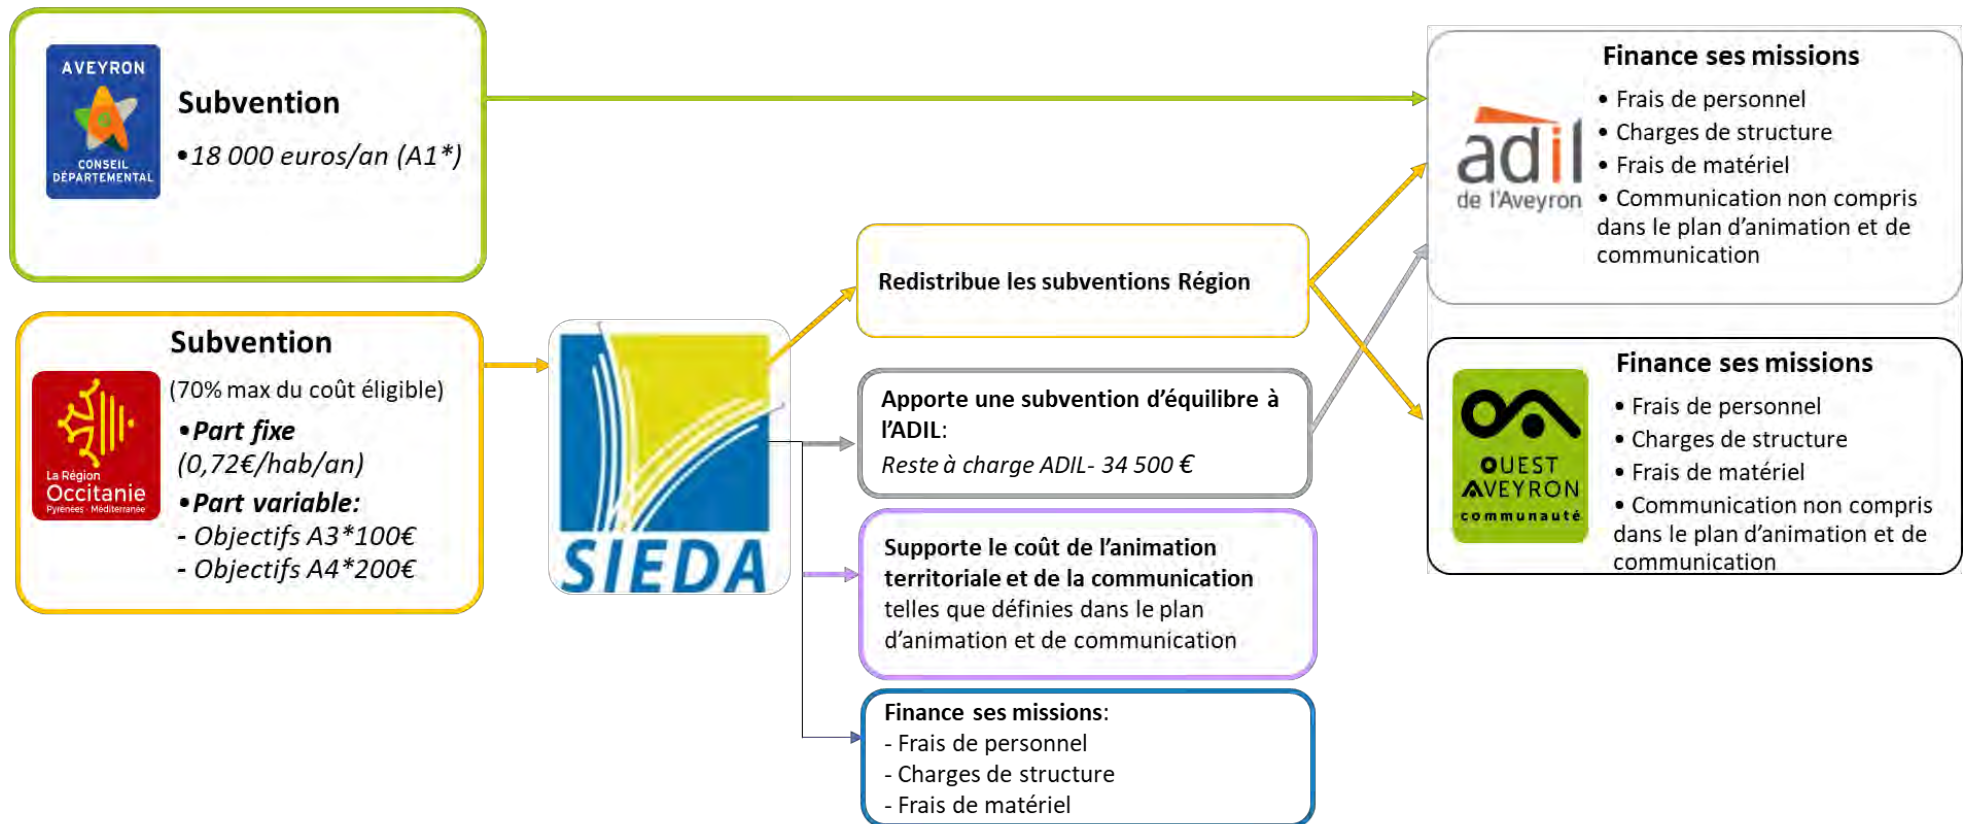 AVEYRON
CONSEIL
DÉPARTEMENTAL
Subvention
•18 000 euros/an (A1*)
Subvention
(70% max du coût éligible)
•Part fixe
(0,72€/hab/an)
•Part variable:
- Objectifs A3*100€
- Objectifs A4*200€
La Région
Occitanie
Pyrénées - Méditerranée
SIEDA
Redistribue les subventions Région
Apporte une subvention d’équilibre à
l’ADIL:
Reste à charge ADIL- 34 500 €
Supporte le coût de l’animation
territoriale et de la communication
telles que définies dans le plan
d’animation et de communication
Finance ses missions:
- Frais de personnel
- Charges de structure
- Frais de matériel
adil
de l'Aveyron
Finance ses missions
• Frais de personnel
• Charges de structure
• Frais de matériel
• Communication non compris
dans le plan d’animation et de
communication
OUEST
AVEYRON
communauté
Finance ses missions
• Frais de personnel
• Charges de structure
• Frais de matériel
• Communication non compris
dans le plan d’animation et de
communication